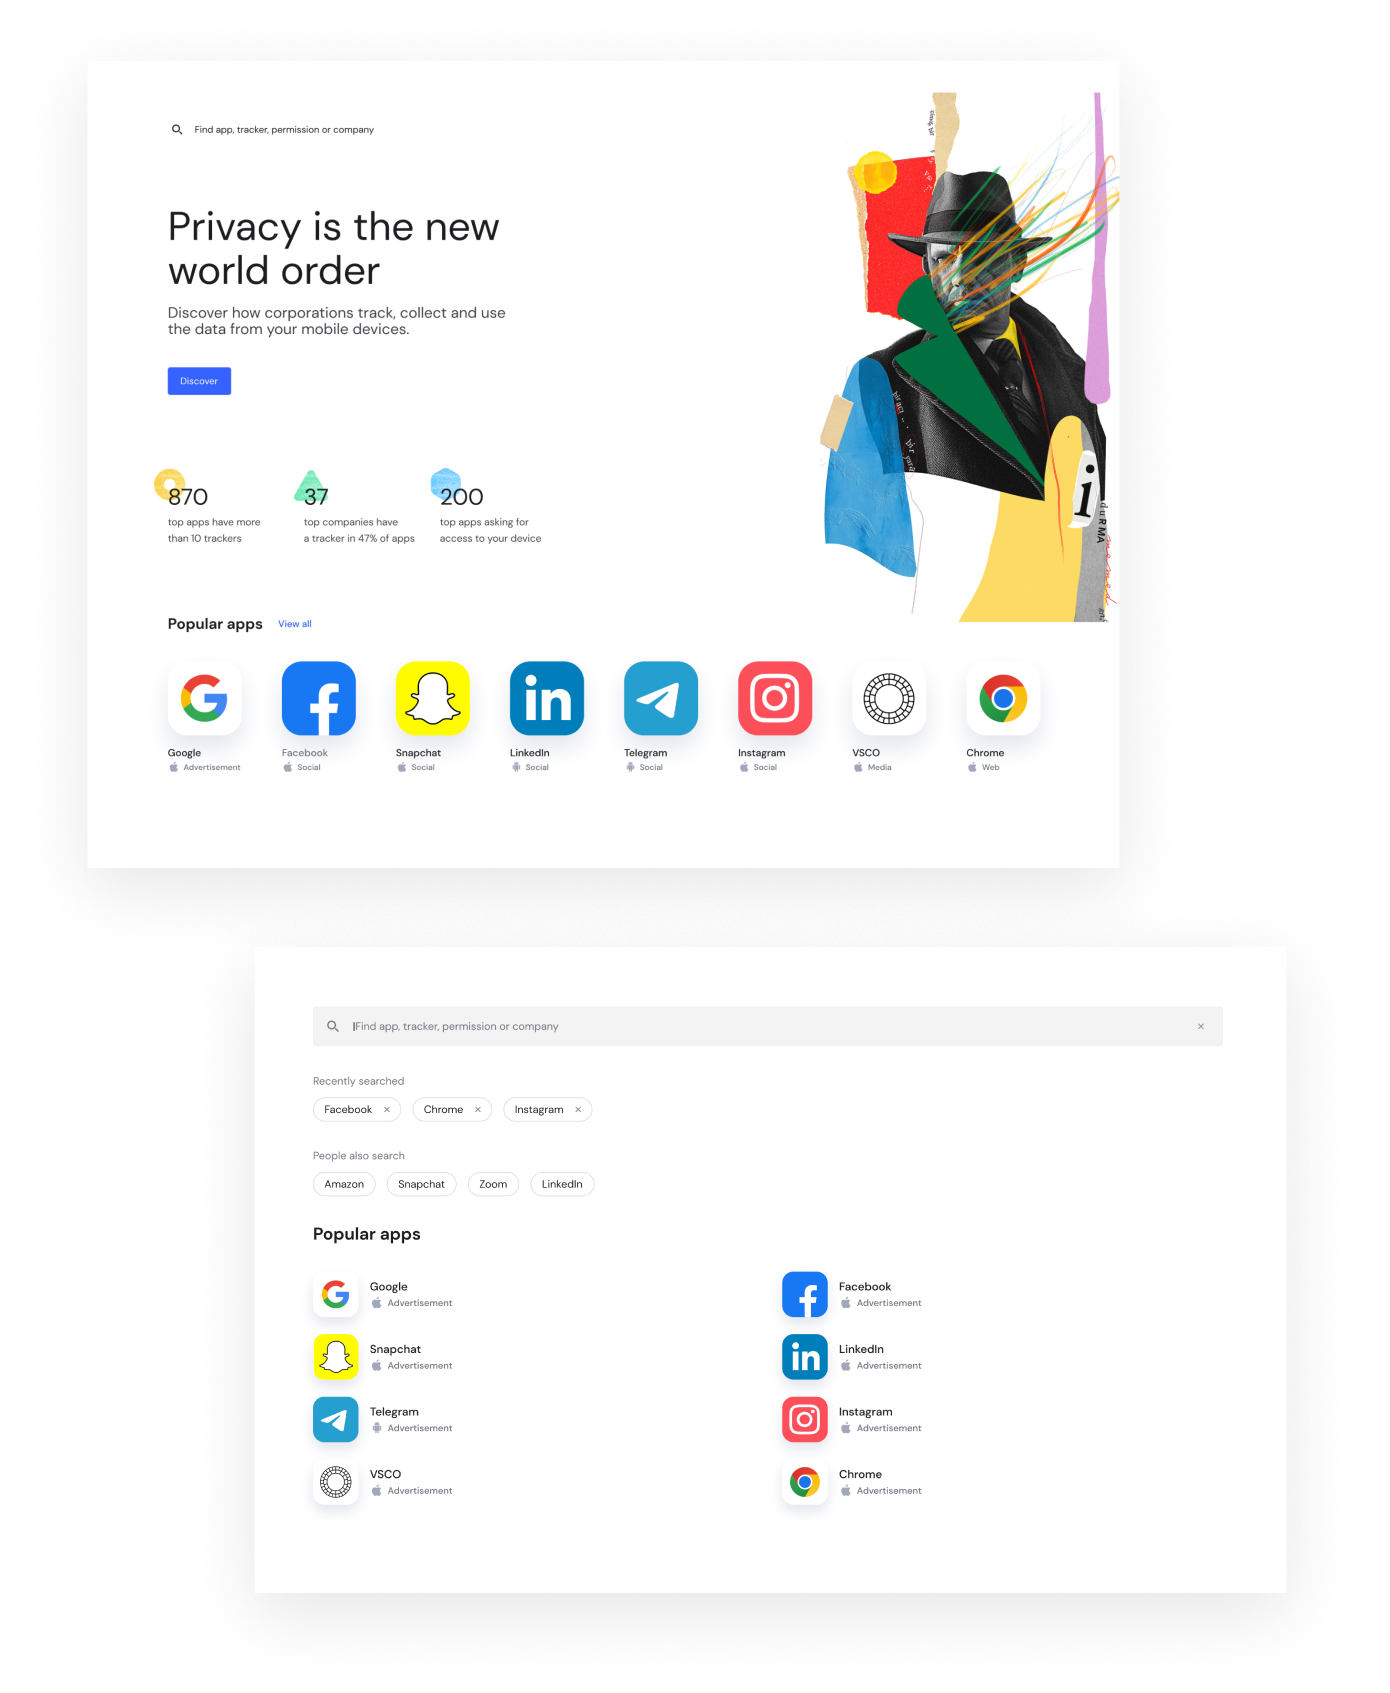 Find app, tracker, permission or company
Privacy is the new
world order
Discover how corporations track, collect and use
the data from your mobile devices.
Discover
870
top apps have more
than 10 trackers
37
top companies have
a tracker in 47% of apps
200
top apps asking for
access to your device
i
duRMA
Popular apps View all
in
Google Facebook Snapchat LinkedIn Telegram Instagram VSCO Chrome
Advertisement Social Social Social Social Social Media Web
Find app, tracker, permission or company
Recently searched
Facebook Chrome Instagram
People also search
Amazon Snapchat Zoom LinkedIn
Popular apps
Google Facebook
Advertisement Advertisement
Snapchat in LinkedIn
Advertisement Advertisement
Telegram Instagram
Advertisement Advertisement
VSCO Chrome
Advertisement Advertisement